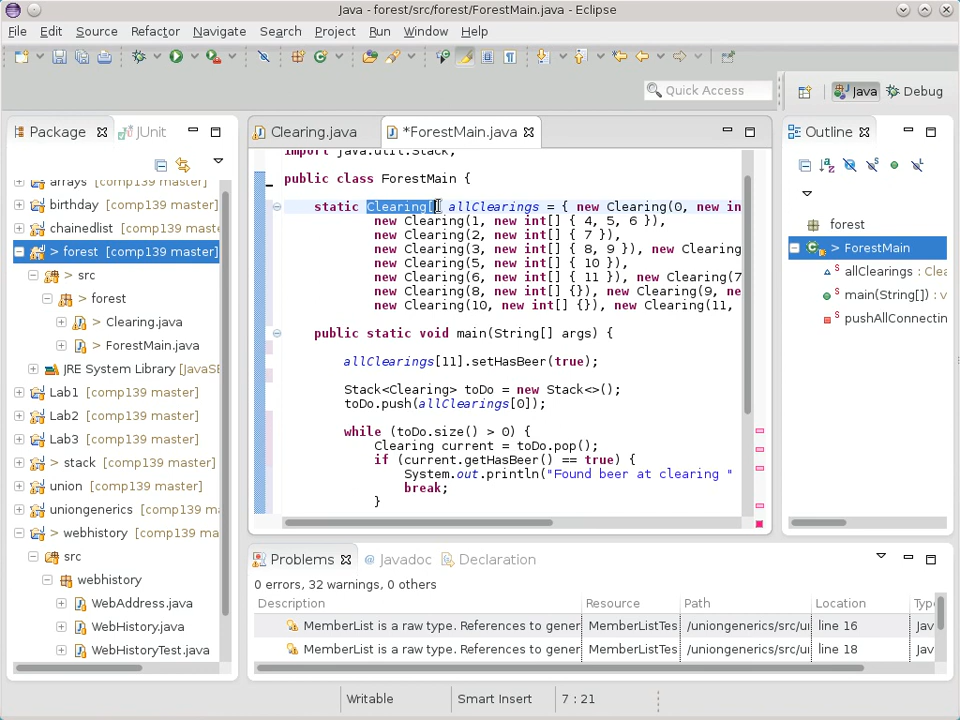 Java - forest/src/forest/ForestMain.java - Eclipse
File Edit Source Refactor Navigate Search Project Run Window Help
Quick Access
Java
Debug
Package
JUnit
arrays [comp139 master]
birthday [comp139 master]
chainedlist [comp139 master]
> forest [comp139 master]
> src
> forest
> Clearing.java
> ForestMain.java
JRE System Library [JavaSE
Lab1 [comp139 master]
Lab2 [comp139 master]
Lab3 [comp139 master]
> stack [comp139 master]
union [comp139 master]
uniongenerics [comp139 ma
> webhistory [comp139 ma
src
webhistory
WebAddress.java
WebHistory.java
WebHistoryTest.java
Clearing.java
*ForestMain.java
import java.util.Stack;
public class ForestMain {
static Clearing[] allClearings = { new Clearing(0, new in
new Clearing(1, new int[] { 4, 5, 6 }),
new Clearing(2, new int[] { 7 }),
new Clearing(3, new int[] { 8, 9 }), new Clearing
new Clearing(5, new int[] { 10 }),
new Clearing(6, new int[] { 11 }), new Clearing(7
new Clearing(8, new int[] {}), new Clearing(9, ne
new Clearing(10, new int[] {}), new Clearing(11,
public static void main(String[] args) {
allClearings[11].setHasBeer(true);
Stack<Clearing> toDo = new Stack<>();
toDo.push(allClearings[0]);
while (toDo.size() > 0) {
Clearing current = toDo.pop();
if (current.getHasBeer() == true) {
System.out.println("Found beer at clearing "
break;
}
Outline
forest
> ForestMain
allClearings : Clea
main(String[]) : v
pushAllConnectin
Problems
@ Javadoc
Declaration
0 errors, 32 warnings, 0 others
Description Resource Path Location Type
MemberList is a raw type. References to gener MemberListTes /uniongenerics/src/un line 16 Jav
MemberList is a raw type. References to gener MemberListTes /uniongenerics/src/un line 18 Jav
Writable
Smart Insert
7 : 21